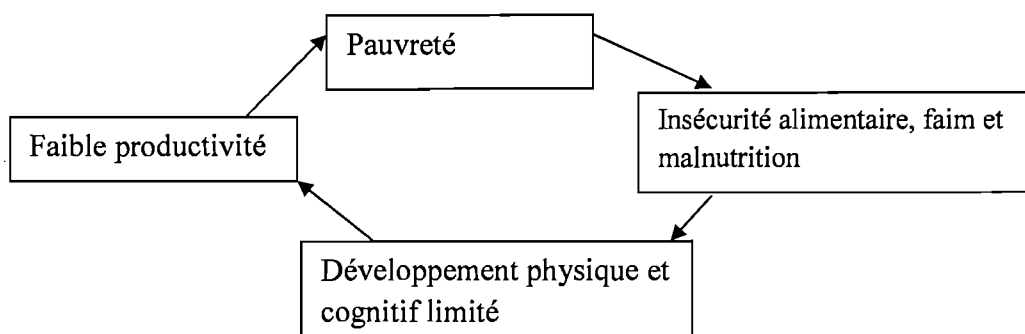 Pauvreté
Insécurité alimentaire, faim et
malnutrition
Développement physique et
cognitif limité
Faible productivité